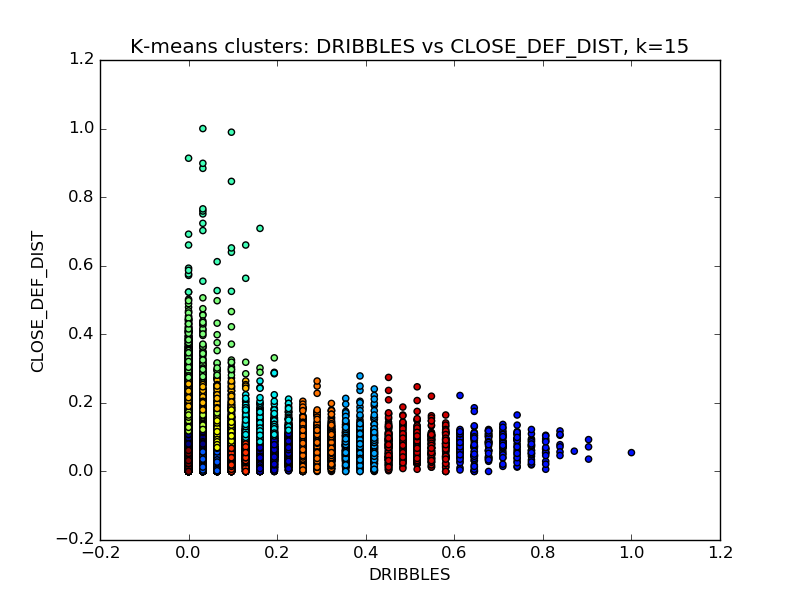 K-means clusters: DRIBBLES vs CLOSE_DEF_DIST, k=15
1.2
1.0
0.8
0.6
0.4
0.2
0.0
−0.2
CLOSE_DEF_DIST
−0.2 0.0 0.2 0.4 0.6 0.8 1.0 1.2
DRIBBLES